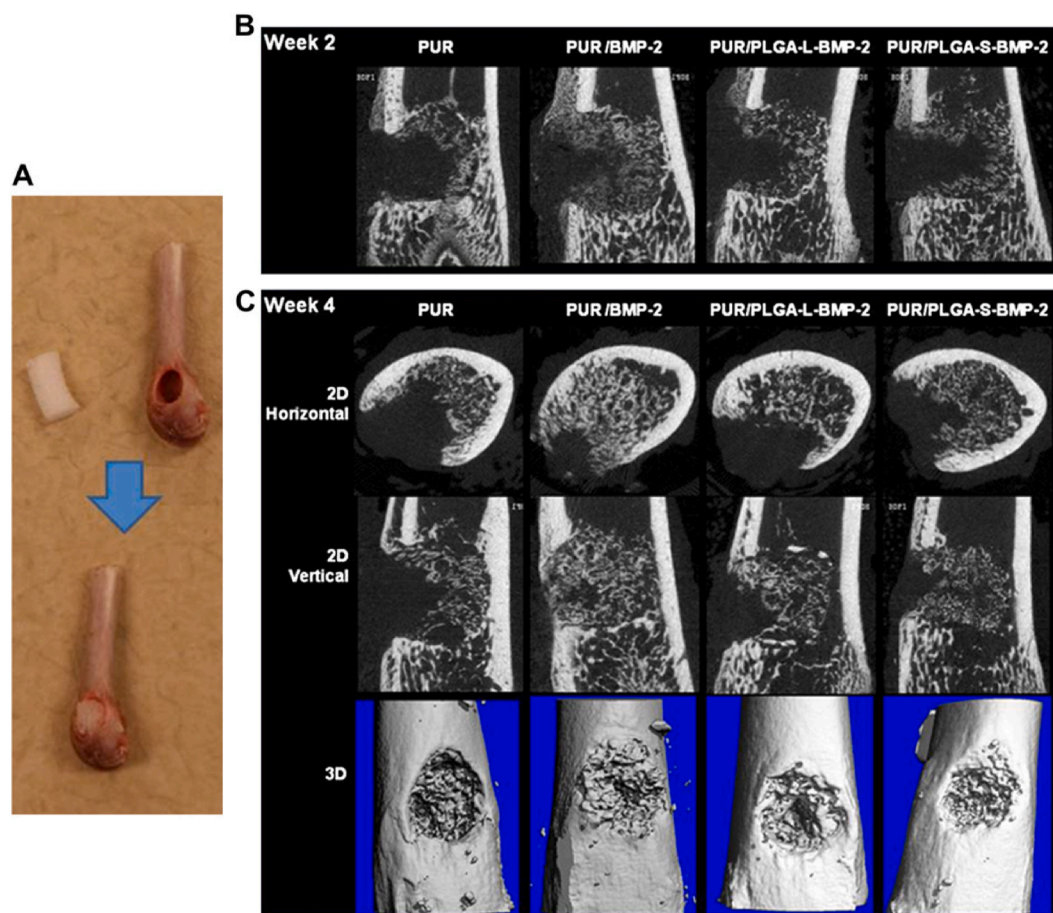 A
B
Week 2 PUR PUR/BMP-2 PUR/PLGA-L-BMP-2 PUR/PLGA-S-BMP-2
C
Week 4 PUR PUR/BMP-2 PUR/PLGA-L-BMP-2 PUR/PLGA-S-BMP-2
2D
Horizontal
2D
Vertical
3D